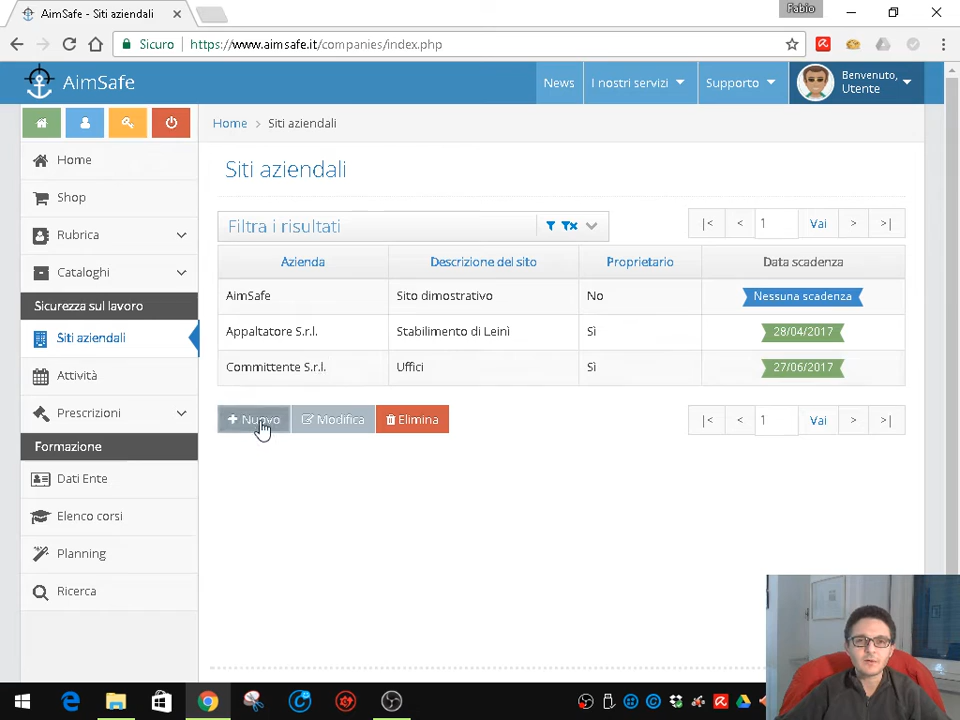 AimSafe - Siti aziendali
Fabio
Sicuro https://www.aimsafe.it/companies/index.php
AimSafe
News
I nostri servizi
Supporto
Benvenuto,
Utente
Home
Shop
Rubrica
Cataloghi
Sicurezza sul lavoro
Siti aziendali
Attività
Prescrizioni
Formazione
Dati Ente
Elenco corsi
Planning
Ricerca
Home > Siti aziendali
Siti aziendali
Filtra i risultati
|< < 1 Vai > >|
Azienda Descrizione del sito Proprietario Data scadenza
AimSafe Sito dimostrativo No Nessuna scadenza
Appaltatore S.r.l. Stabilimento di Leinì Sì 28/04/2017
Committente S.r.l. Uffici Sì 27/06/2017
+ Nuovo Modifica Elimina
|< < 1 Vai > >|